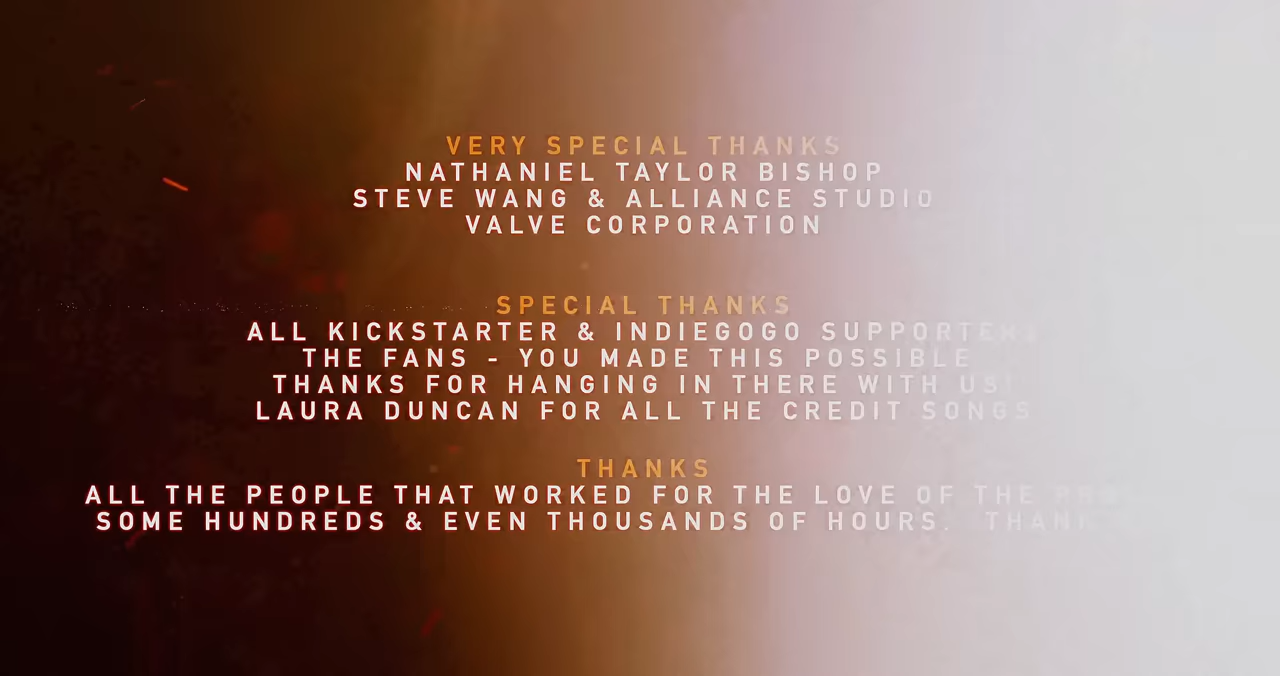 VERY SPECIAL THANKS
NATHANIEL TAYLOR BISHOP
STEVE WANG & ALLIANCE STUDIO
VALVE CORPORATION
SPECIAL THANKS
ALL KICKSTARTER & INDIEGOGO SUPPORTERS
THE FANS - YOU MADE THIS POSSIBLE
THANKS FOR HANGING IN THERE WITH US!
LAURA DUNCAN FOR ALL THE CREDIT SONGS
THANKS
ALL THE PEOPLE THAT WORKED FOR THE LOVE OF THE
SOME HUNDREDS & EVEN THOUSANDS OF HOURS.